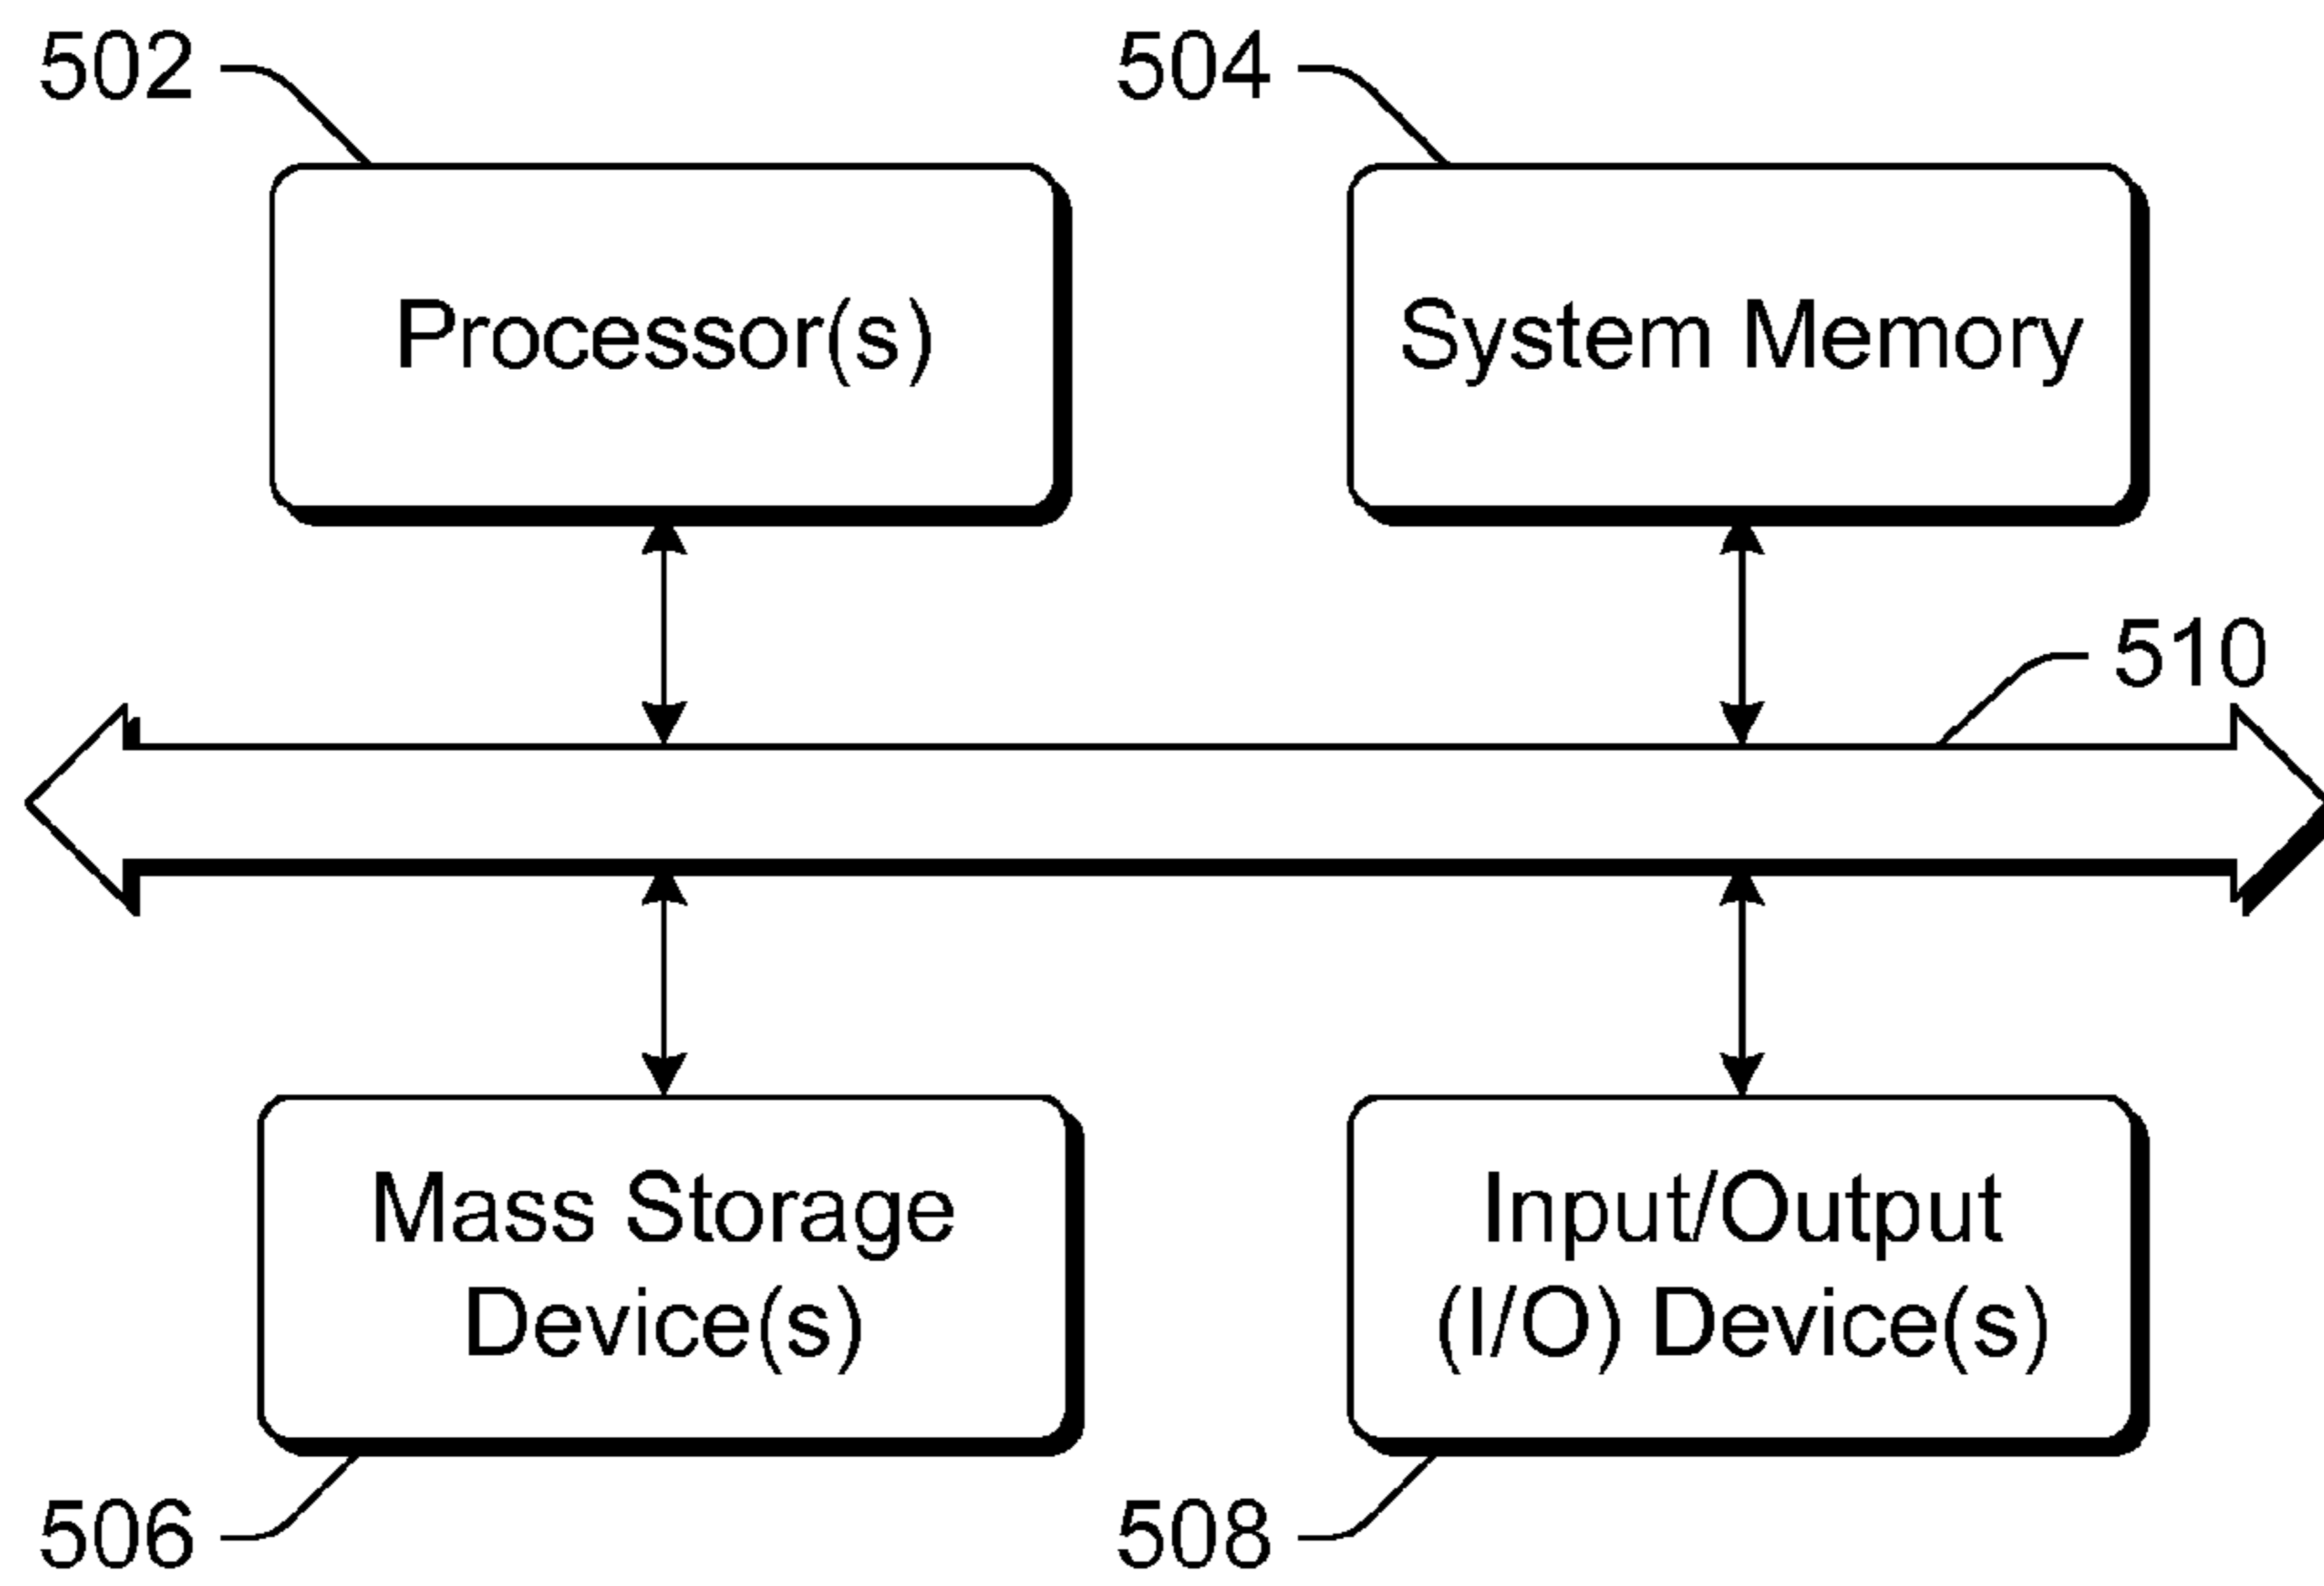 502
504
Processor(s)
System Memory
510
Mass Storage
Device(s)
Input/Output
(I/O) Device(s)
506
508